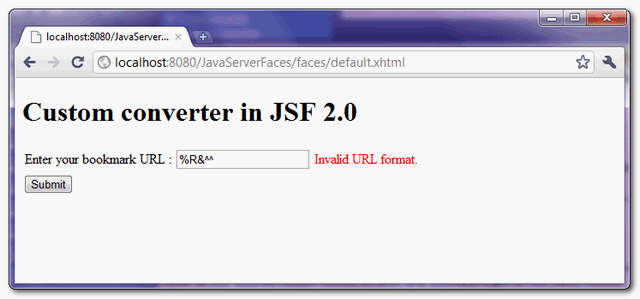 localhost:8080/JavaServer...
localhost:8080/JavaServerFaces/faces/default.xhtml
Custom converter in JSF 2.0
Enter your bookmark URL : %R&^^ Invalid URL format.
Submit